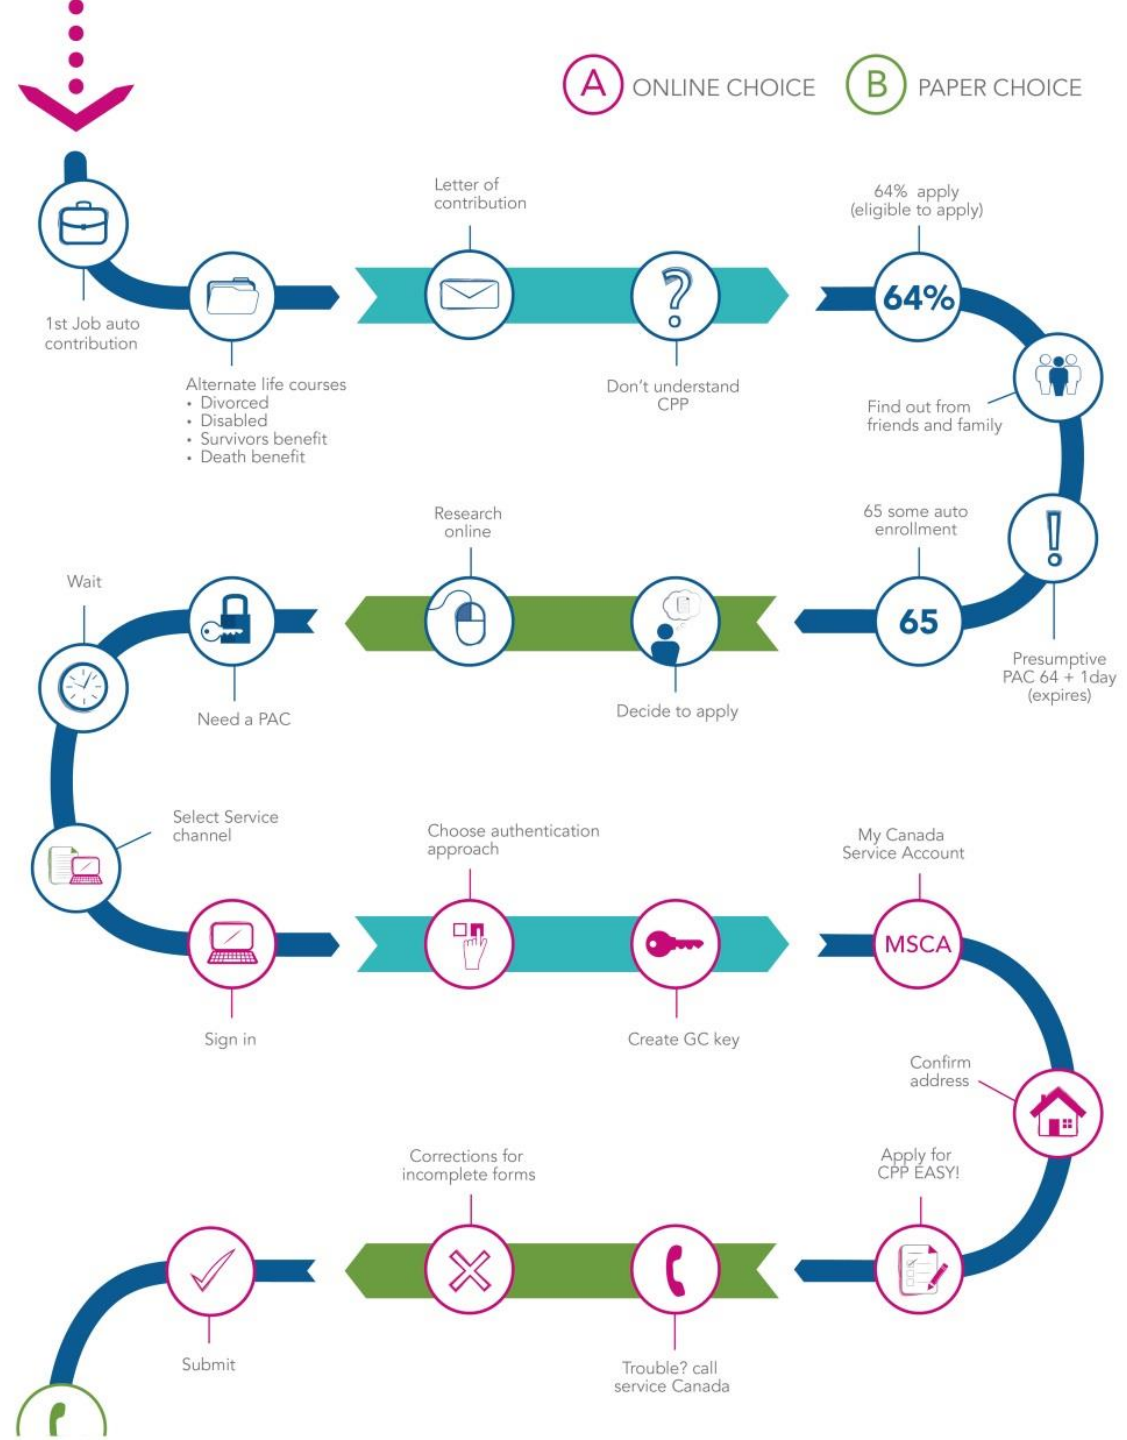 A ONLINE CHOICE
B PAPER CHOICE
1st Job auto
contribution
Alternate life courses
• Divorced
• Disabled
• Survivors benefit
• Death benefit
Letter of
contribution
Don't understand
CPP
64% apply
(eligible to apply)
64%
Find out from
friends and family
Presumptive
PAC 64 + 1day
(expires)
65 some auto
enrollment
65
Decide to apply
Research
online
Need a PAC
Wait
Select Service
channel
Sign in
Choose authentication
approach
Create GC key
My Canada
Service Account
MSCA
Confirm
address
Apply for
CPP EASY!
Trouble? call
service Canada
Corrections for
incomplete forms
Submit